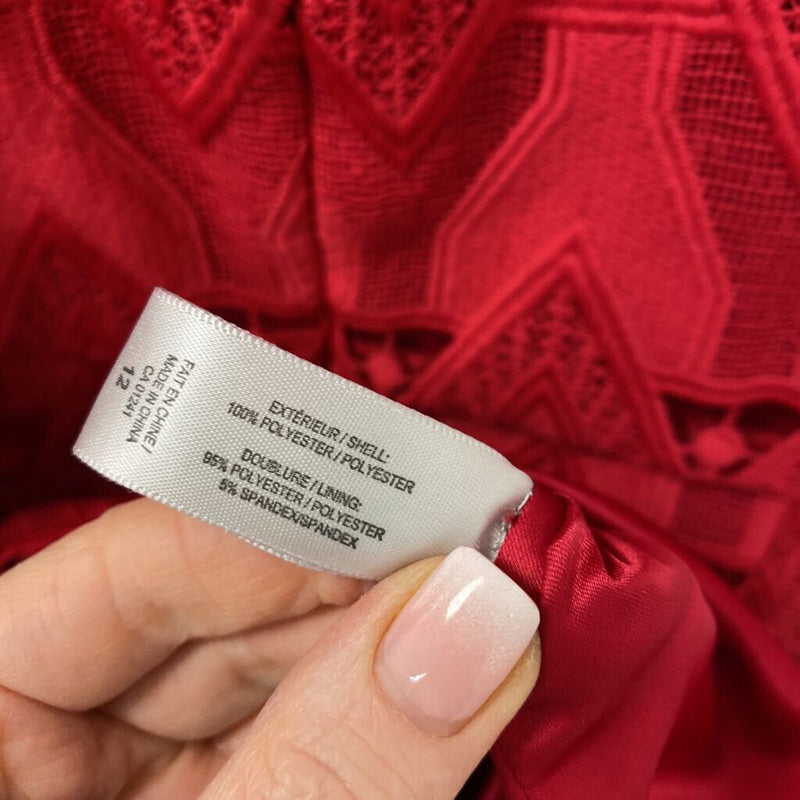 EXTÉRIEUR / SHELL:
100% POLYESTER / POLYESTER
DOUBLURE / LINING:
95% POLYESTER / POLYESTER
5% SPANDEX/SPANDEX
FAIT EN CHINE /
MADE IN CHINA
CA 01241
12